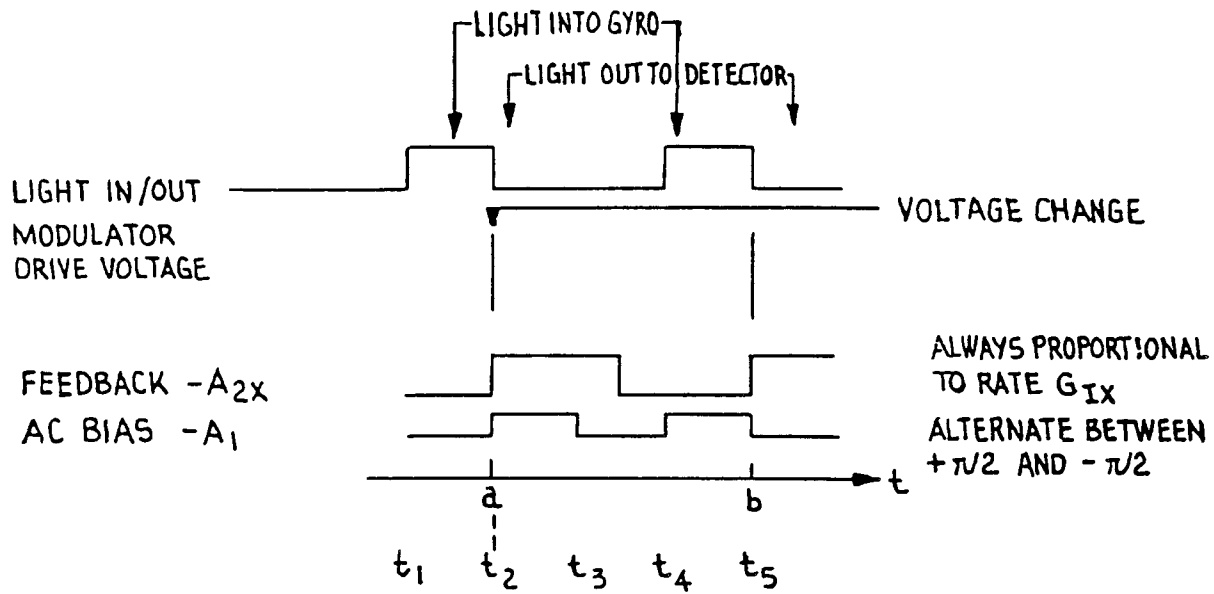 LIGHT INTO GYRO
LIGHT OUT TO DETECTOR
LIGHT IN/OUT
VOLTAGE CHANGE
MODULATOR
DRIVE VOLTAGE
FEEDBACK -A2X
ALWAYS PROPORTIONAL
TO RATE GIX
AC BIAS -A1
ALTERNATE BETWEEN
+π/2 AND -π/2
t
a b
t1 t2 t3 t4 t5